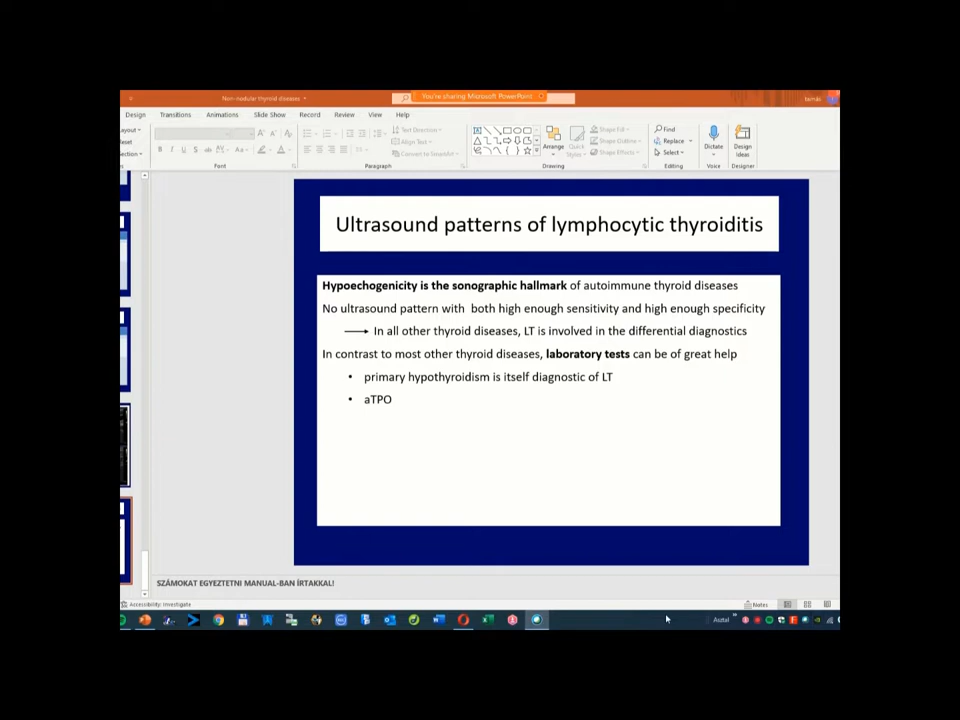 Non-modular thyroid diseases
You're sharing Microsoft PowerPoint
tamás
Design Transitions Animations Slide Show Record Review View Help
Layout
Reset
Section
Font
Text Direction
Align Text
Convert to SmartArt
Paragraph
Arrange
Quick
Styles
Shape Fill
Shape Outline
Shape Effects
Drawing
Find
Replace
Select
Editing
Dictate
Voice
Design
Ideas
Designer
Ultrasound patterns of lymphocytic thyroiditis
Hypoechogenicity is the sonographic hallmark of autoimmune thyroid diseases
No ultrasound pattern with both high enough sensitivity and high enough specificity
In all other thyroid diseases, LT is involved in the differential diagnostics
In contrast to most other thyroid diseases, laboratory tests can be of great help
• primary hypothyroidism is itself diagnostic of LT
• aTPO
SZÁMOKAT EGYEZTETNI MANUAL-BAN ÍRTAKKAL!
Accessibility: Investigate
Notes
Asztal